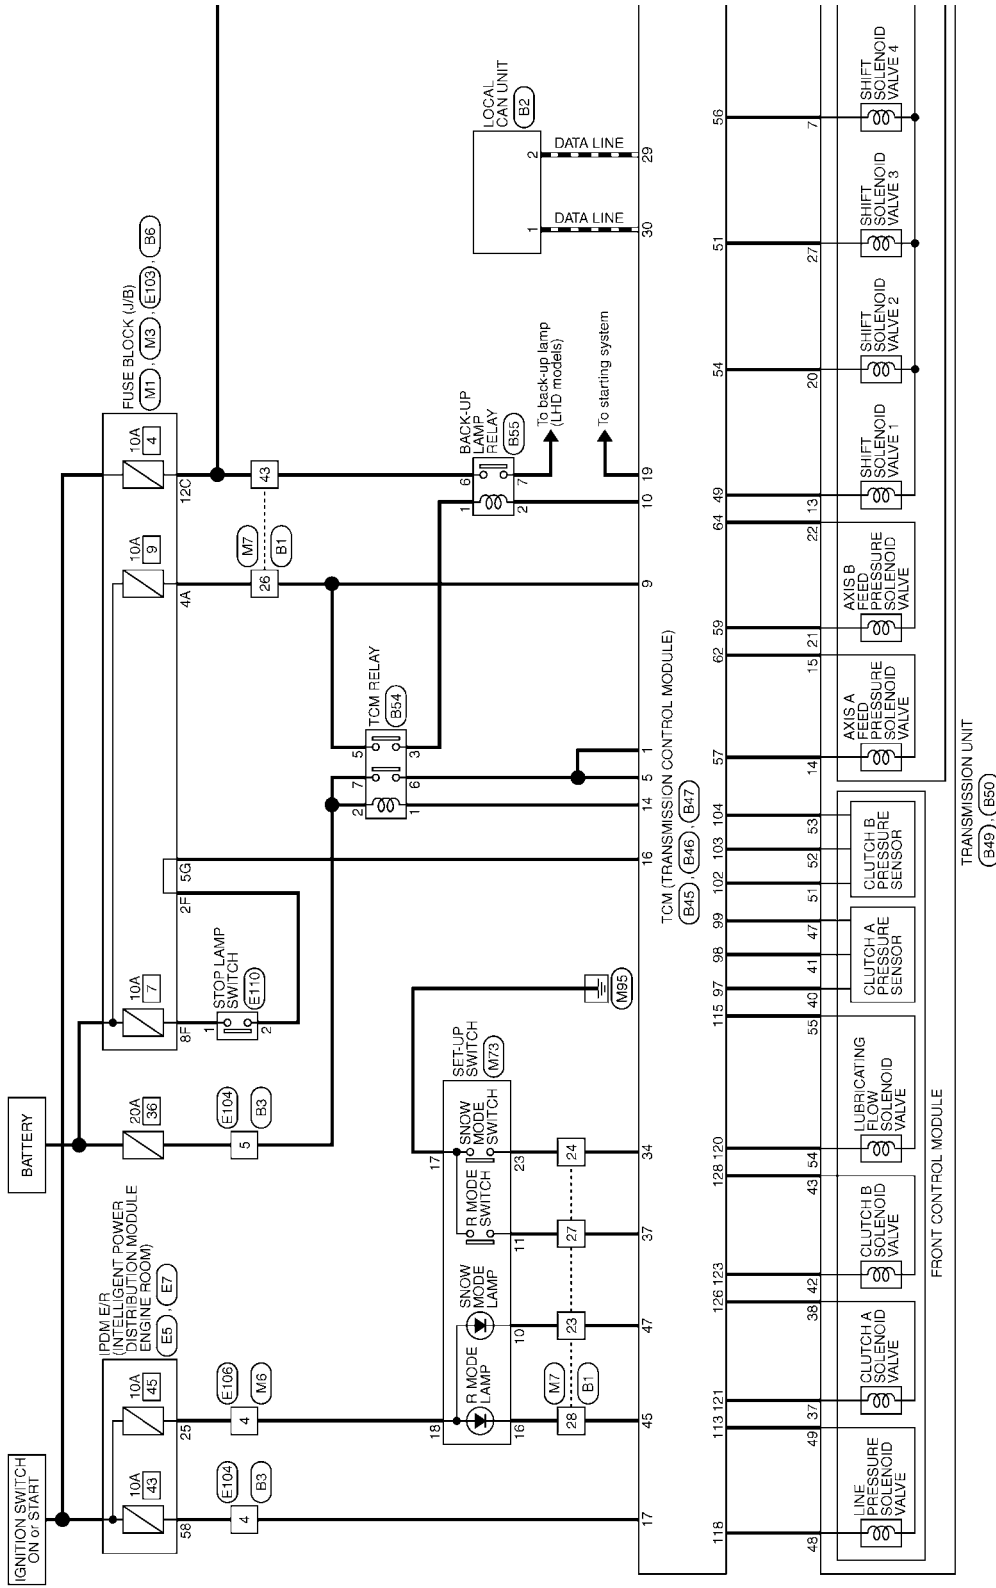 IGNITION SWITCH
ON or START
BATTERY
IPDM E/R
(INTELLIGENT POWER
DISTRIBUTION MODULE
ENGINE ROOM)
E5 , E7
10A
43
10A
45
20A
36
10A
7
10A
9
10A
4
FUSE BLOCK (J/B)
M1 , M3 , E103 , B6
58
25
8F
2F
5G
4A
12C
E104
4
B3
E106
4
M6
E104
5
B3
STOP LAMP
SWITCH
E110
1
2
M7
B1
26
43
TCM RELAY
B54
2
7
5
1
6
3
BACK-UP
LAMP
RELAY
B55
1
6
2
7
To back-up lamp
(LHD models)
To starting system
LOCAL
CAN UNIT
B2
1
2
DATA LINE
DATA LINE
SET-UP
SWITCH
M73
18
17
R MODE
LAMP
SNOW
MODE
LAMP
R MODE
SWITCH
SNOW
MODE
SWITCH
16
10
11
23
M7
B1
28
23
27
24
M95
17
45
47
37
34
16
14
5
1
9
10
19
30
29
TCM (TRANSMISSION CONTROL MODULE)
B45 , B46 , B47
118
113
121
126
123
128
120
115
97
98
99
102
103
104
57
62
59
64
49
54
51
56
48
49
37
38
42
43
54
55
40
41
47
51
52
53
14
15
21
22
13
20
27
7
LINE
PRESSURE
SOLENOID
VALVE
CLUTCH A
SOLENOID
VALVE
CLUTCH B
SOLENOID
VALVE
LUBRICATING
FLOW
SOLENOID
VALVE
CLUTCH A
PRESSURE
SENSOR
CLUTCH B
PRESSURE
SENSOR
AXIS A
FEED
PRESSURE
SOLENOID
VALVE
AXIS B
FEED
PRESSURE
SOLENOID
VALVE
SHIFT
SOLENOID
VALVE 1
SHIFT
SOLENOID
VALVE 2
SHIFT
SOLENOID
VALVE 3
SHIFT
SOLENOID
VALVE 4
FRONT CONTROL MODULE
TRANSMISSION UNIT
B49 , B50